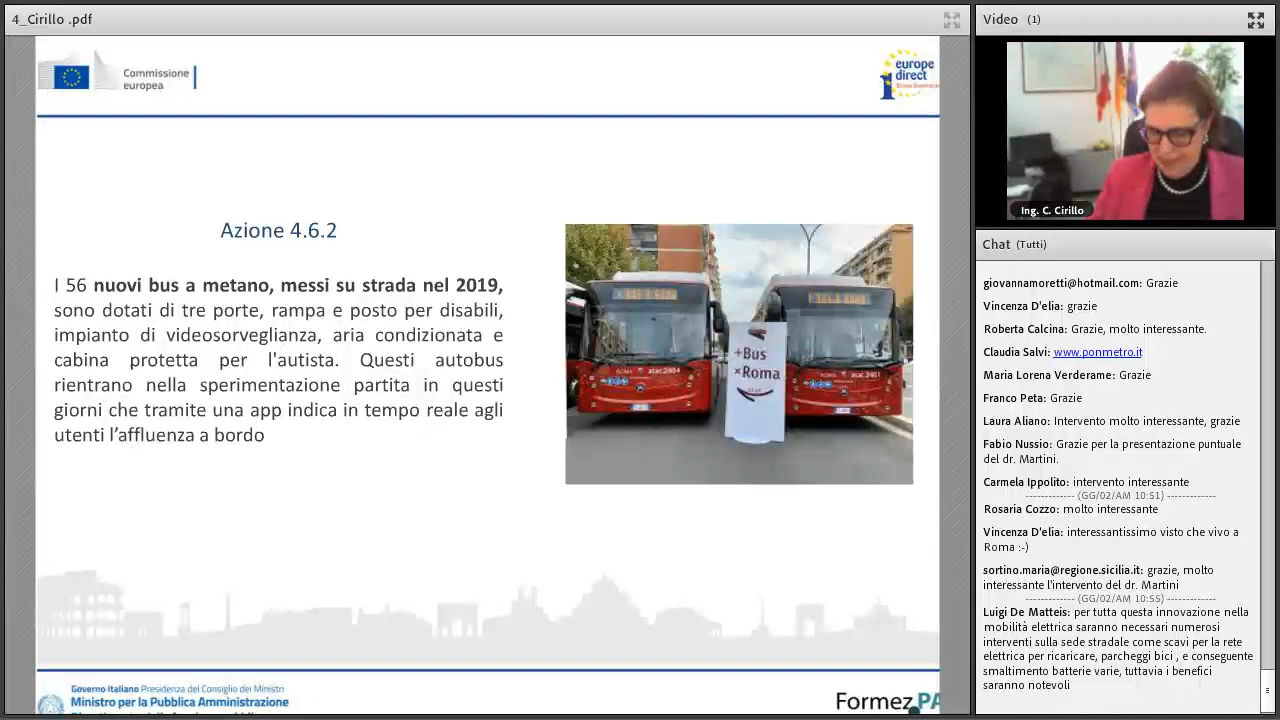 4_Cirillo .pdf
Commissione
europea
europe
direct
Azione 4.6.2
I 56 nuovi bus a metano, messi su strada nel 2019,
sono dotati di tre porte, rampa e posto per disabili,
impianto di videosorveglianza, aria condizionata e
cabina protetta per l'autista. Questi autobus
rientrano nella sperimentazione partita in questi
giorni che tramite una app indica in tempo reale agli
utenti l’affluenza a bordo
+Bus
×Roma
Governo Italiano Presidenza del Consiglio dei Ministri
Ministro per la Pubblica Amministrazione
Formez.PA
Video (1)
Ing. C. Cirillo
Chat (Tutti)
giovannamoretti@hotmail.com: Grazie
Vincenza D'elia: grazie
Roberta Calcina: Grazie, molto interessante.
Claudia Salvi: www.ponmetro.it
Maria Lorena Verderame: Grazie
Franco Peta: Grazie
Laura Aliano: Intervento molto interessante, grazie
Fabio Nussio: Grazie per la presentazione puntuale
del dr. Martini.
Carmela Ippolito: intervento interessante
------------- (GG/02/AM 10:51) -------------
Rosaria Cozzo: molto interessante
Vincenza D'elia: interessantissimo visto che vivo a
Roma :-)
sortino.maria@regione.sicilia.it: grazie, molto
interessante l'intervento del dr. Martini
------------- (GG/02/AM 10:55) -------------
Luigi De Matteis: per tutta questa innovazione nella
mobilità elettrica saranno necessari numerosi
interventi sulla sede stradale come scavi per la rete
elettrica per ricaricare, parcheggi bici , e conseguente
smaltimento batterie varie, tuttavia i benefici
saranno notevoli